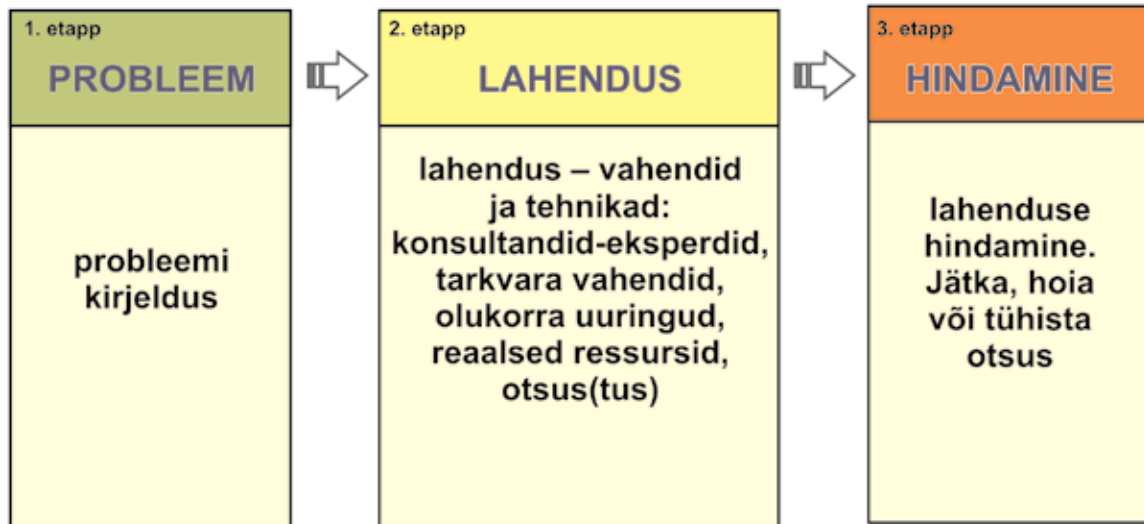 1. etapp
PROBLEEM
probleemi
kirjeldus
2. etapp
LAHENDUS
lahendus – vahendid
ja tehnikad:
konsultandid-eksperdid,
tarkvara vahendid,
olukorra uuringud,
reaalsed ressursid,
otsus(tus)
3. etapp
HINDAMINE
lahenduse
hindamine.
Jätka, hoia
või tühista
otsus